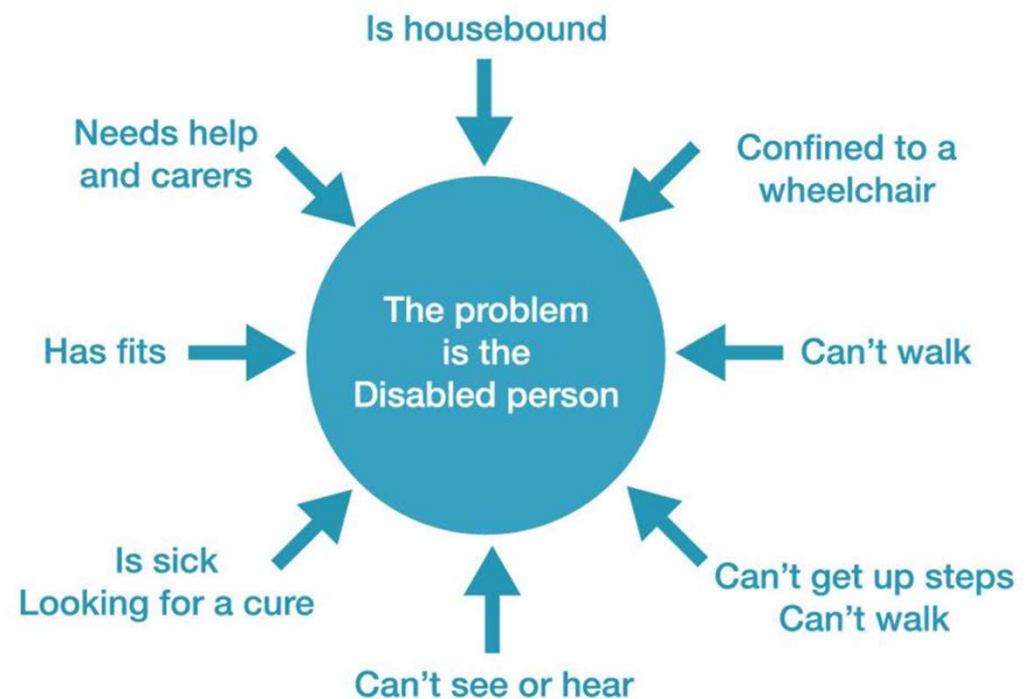 Is housebound
Needs help
and carers
Confined to a
wheelchair
The problem
is the
Disabled person
Has fits
Can't walk
Is sick
Looking for a cure
Can't get up steps
Can't walk
Can't see or hear